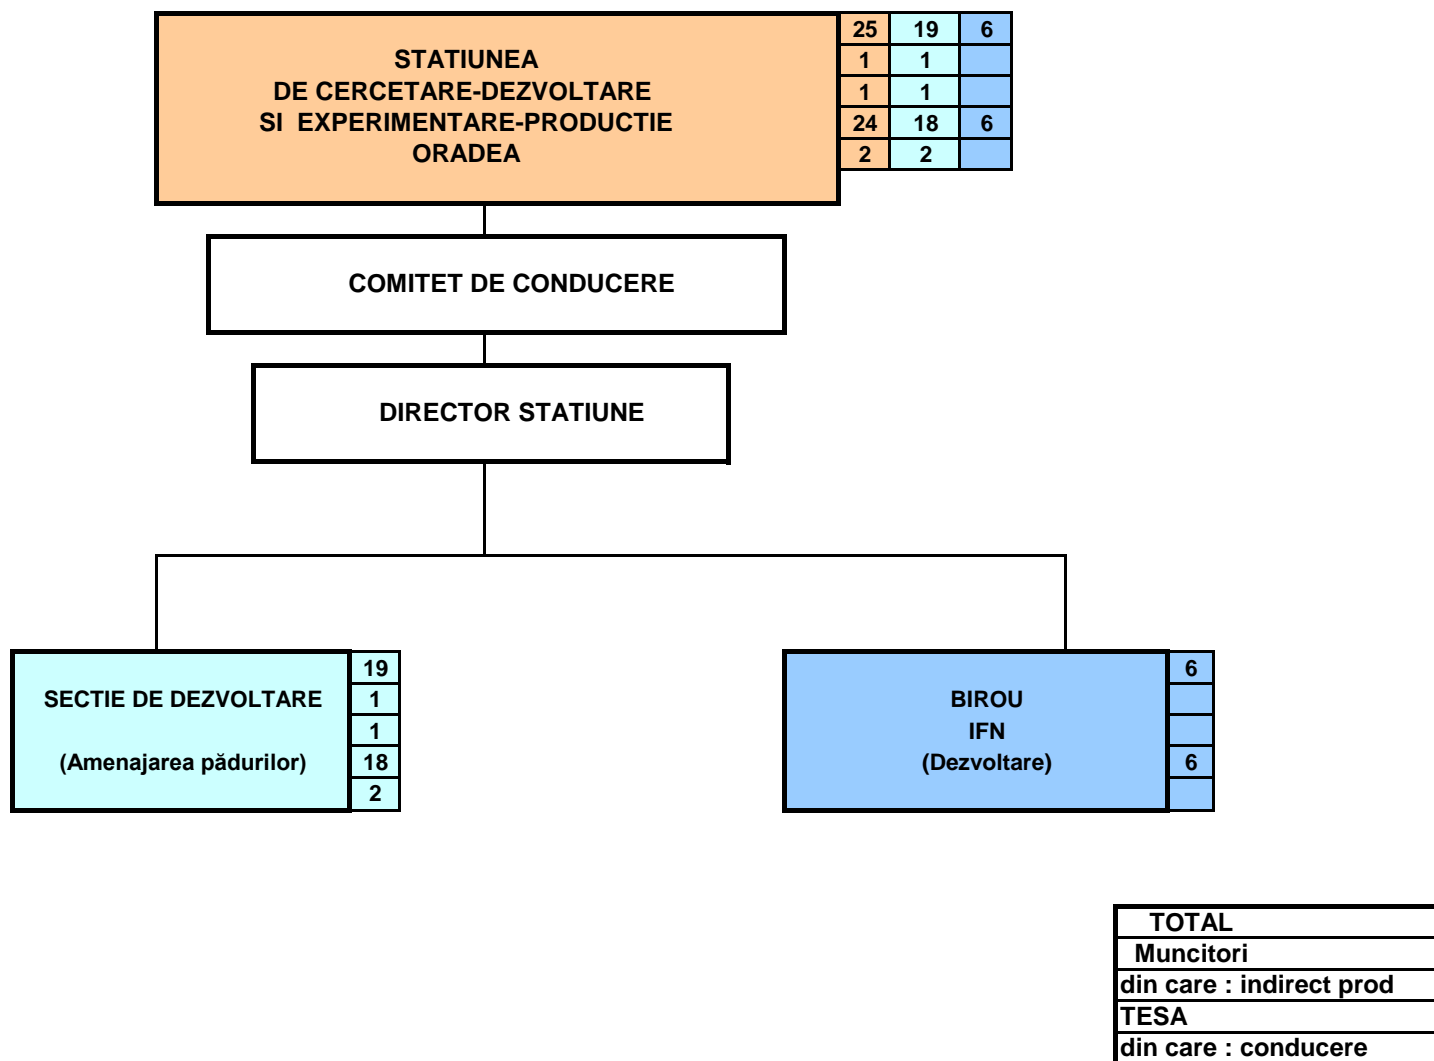 STATIUNEA
DE CERCETARE-DEZVOLTARE
SI EXPERIMENTARE-PRODUCTIE
ORADEA
25 19 6
1 1
1 1
24 18 6
2 2
COMITET DE CONDUCERE
DIRECTOR STATIUNE
SECTIE DE DEZVOLTARE
(Amenajarea pădurilor)
19
1
1
18
2
BIROU
IFN
(Dezvoltare)
6
6
TOTAL
Muncitori
din care : indirect prod
TESA
din care : conducere